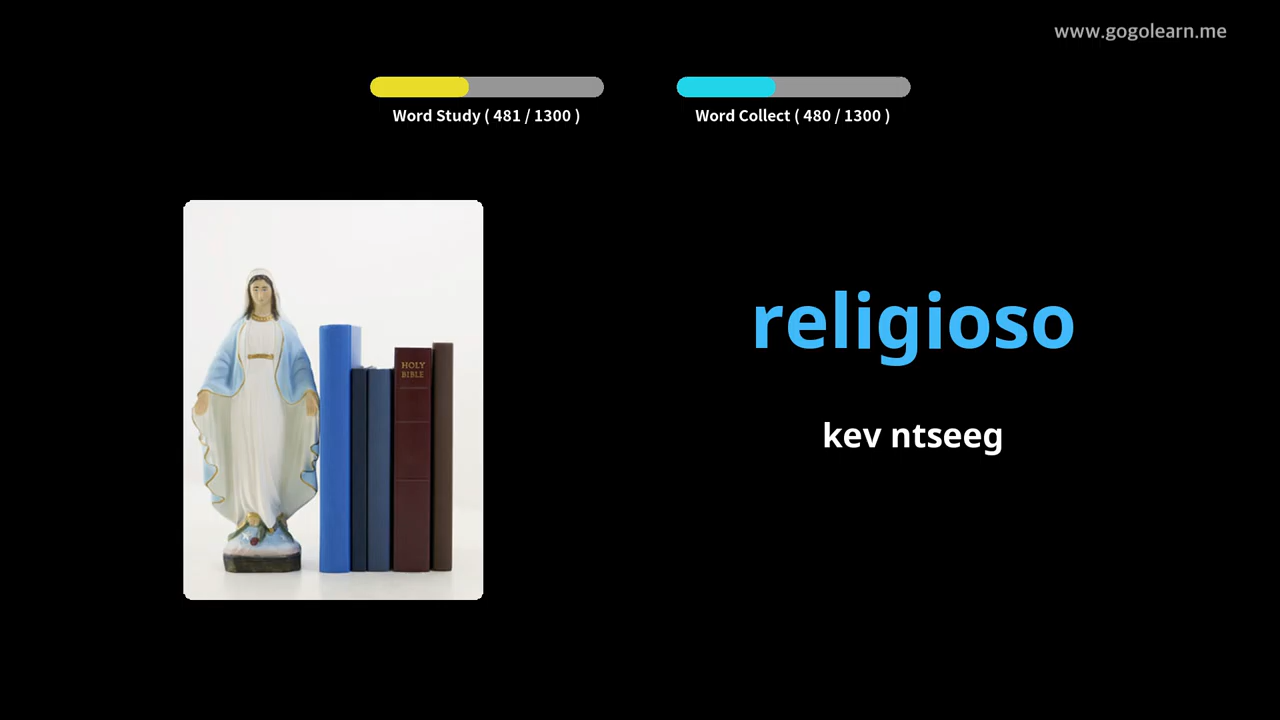 www.gogolearn.me
Word Study ( 481 / 1300 )
Word Collect ( 480 / 1300 )
HOLY
BIBLE
religioso
kev ntseeg